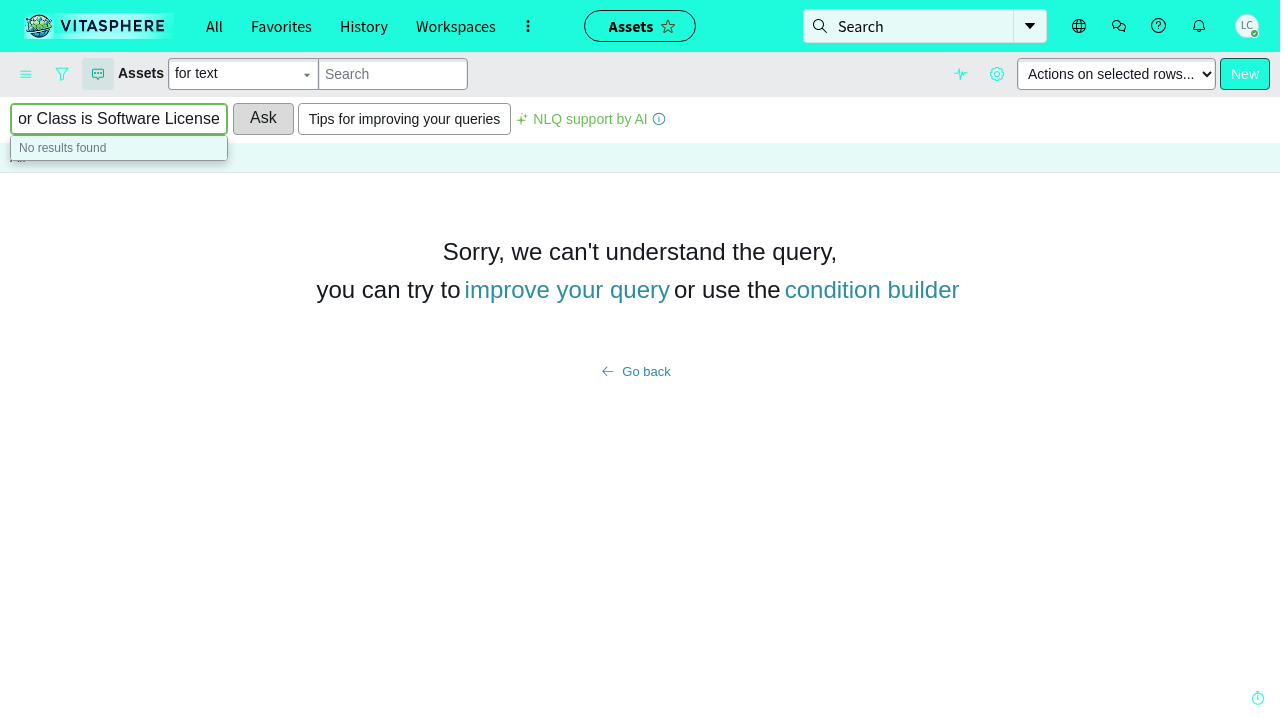 VITASPHERE
All
Favorites
History
Workspaces
Assets
Search
LC
Assets
for text
Search
Actions on selected rows...
New
or Class is Software License
Ask
Tips for improving your queries
NLQ support by AI
No results found
Sorry, we can't understand the query,
you can try to improve your query or use the condition builder
Go back